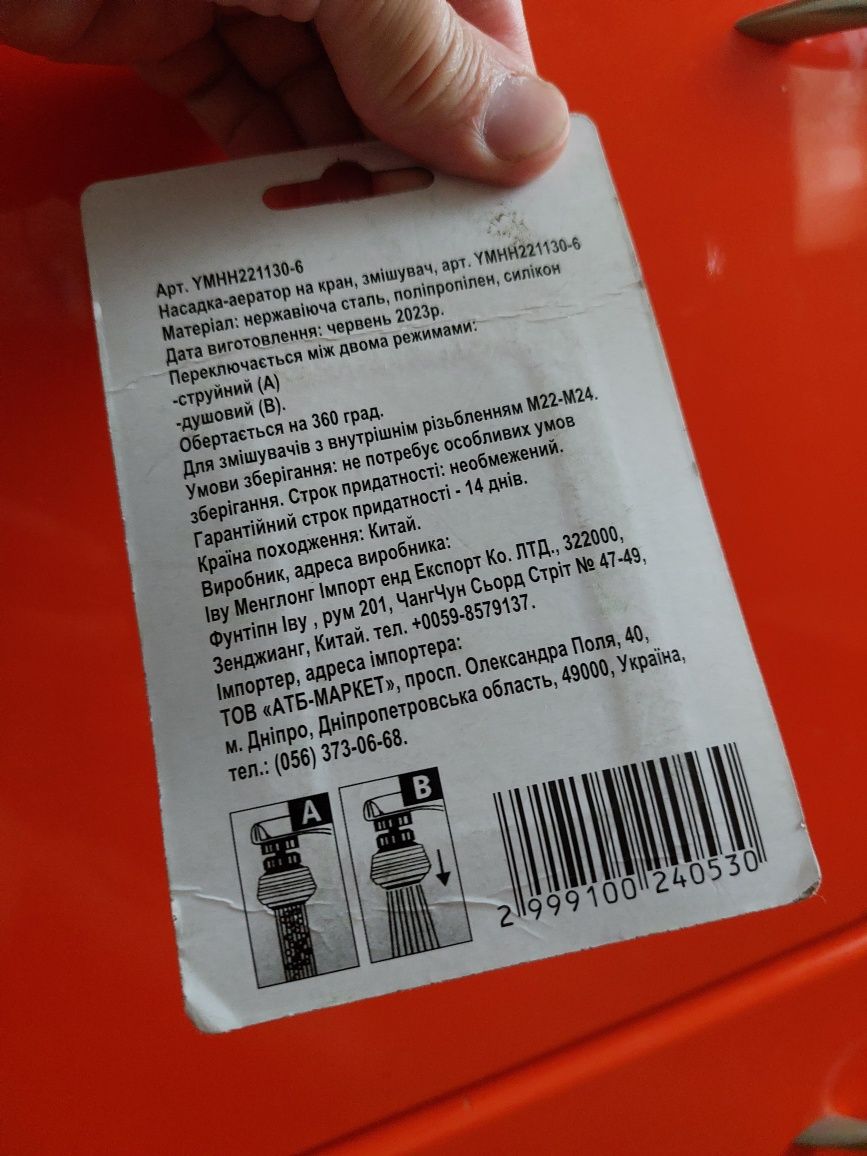 Арт. YMHH221130-6
Насадка-аератор на кран, змішувач, арт. YMHH221130-6
Матеріал: нержавіюча сталь, поліпропілен, силікон
Дата виготовлення: червень 2023р.
Переключається між двома режимами:
-струйний (А)
-душовий (В).
Обертається на 360 град.
Для змішувачів з внутрішнім різьбленням М22-М24.
Умови зберігання: не потребує особливих умов
зберігання. Строк придатності: необмежений.
Гарантійний строк придатності - 14 днів.
Країна походження: Китай.
Виробник, адреса виробника:
Іву Менглонг Імпорт енд Експорт Ко. ЛТД., 322000,
Фунтіпн Іву , рум 201, ЧангЧун Сьорд Стріт № 47-49,
Зенджианг, Китай. тел. +0059-8579137.
Імпортер, адреса імпортера:
ТОВ «АТБ-МАРКЕТ», просп. Олександра Поля, 40,
м. Дніпро, Дніпропетровська область, 49000, Україна,
тел.: (056) 373-06-68.
A
B
2 999100 240530